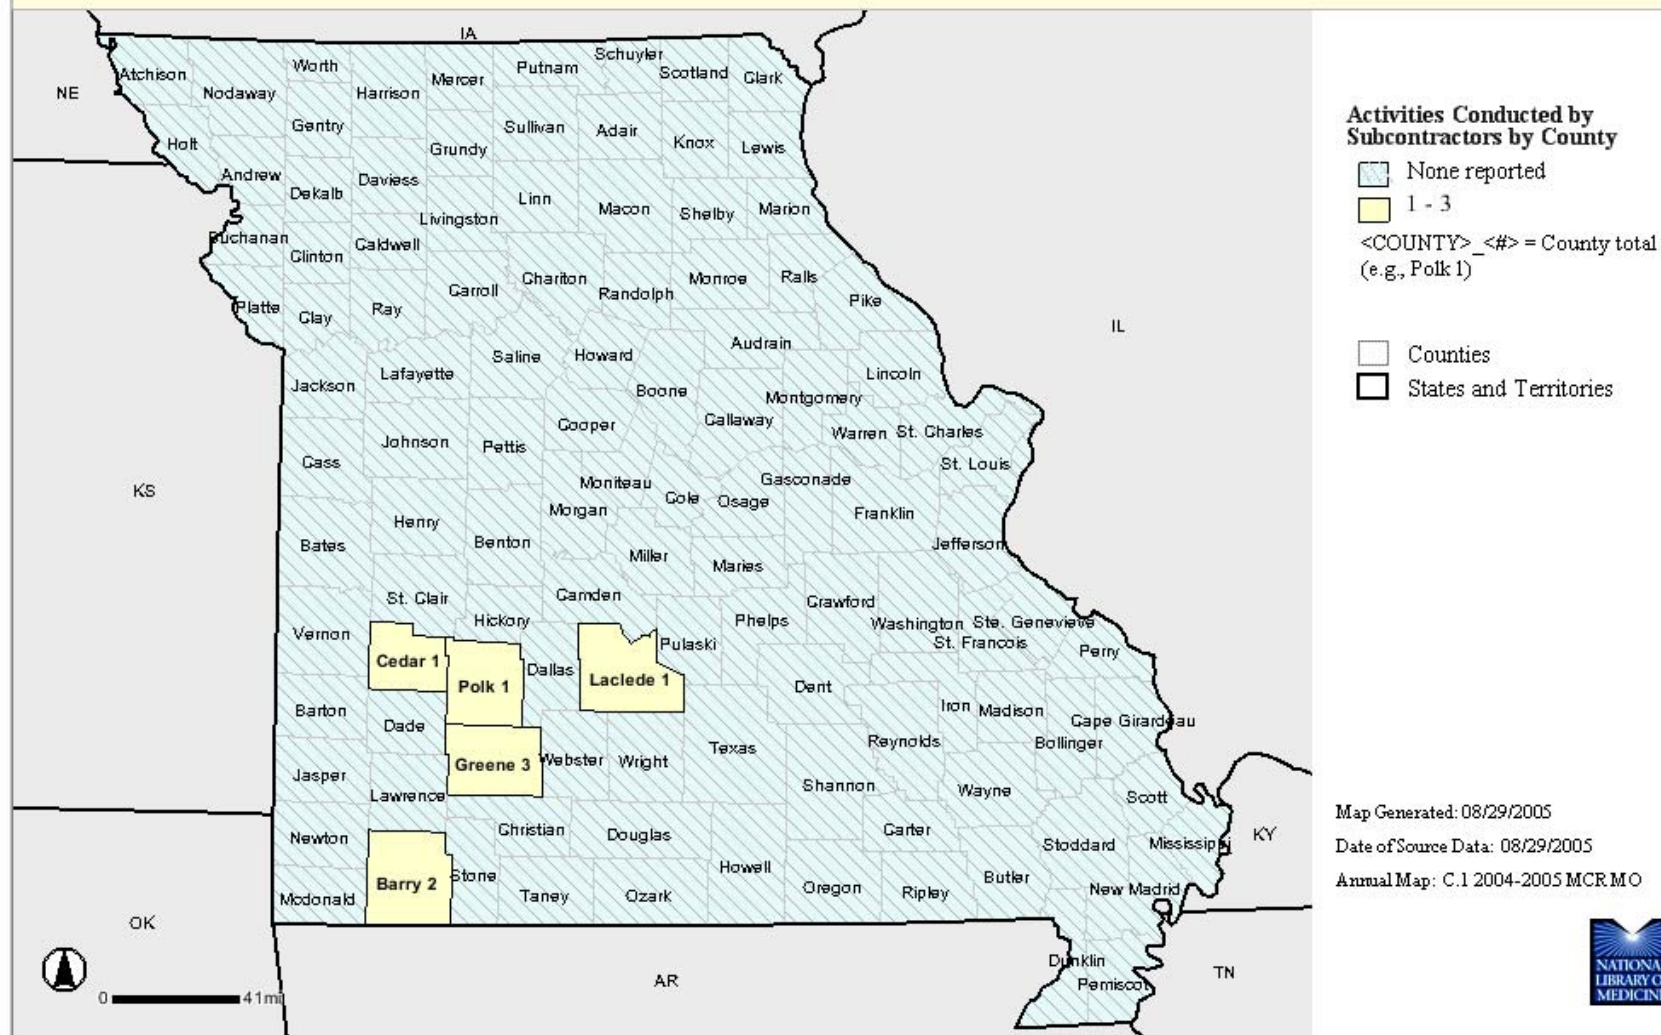 IA
NE
Atchison
Nodaway
Worth
Harrison
Mercer
Putnam
Schuyler
Scotland
Clark
Holt
Gentry
Grundy
Sullivan
Adair
Knox
Lewis
Andrew
Dekalb
Daviess
Livingston
Linn
Macon
Shelby
Marion
Buchanan
Clinton
Caldwell
Carroll
Chariton
Randolph
Monroe
Ralls
Pike
Platte
Clay
Ray
IL
Jackson
Lafayette
Saline
Howard
Boone
Audrain
Lincoln
Montgomery
Callaway
Warren
St. Charles
St. Louis
Cass
Johnson
Pettis
Cooper
Moniteau
Cole
Osage
Gasconade
Franklin
KS
Bates
Henry
Benton
Morgan
Miller
Maries
Jefferson
St. Clair
Hickory
Camden
Pulaski
Phelps
Crawford
Washington
Ste. Genevieve
St. Francois
Perry
Vernon
Cedar 1
Polk 1
Dallas
Laclede 1
Dent
Iron
Madison
Cape Girardeau
Bollinger
Barton
Dade
Greene 3
Webster
Wright
Texas
Reynolds
Jasper
Lawrence
Shannon
Wayne
Scott
Newton
Christian
Douglas
Howell
Carter
Stoddard
Mississippi
KY
Mcdonald
Barry 2
Stone
Taney
Ozark
Oregon
Ripley
Butler
New Madrid
OK
AR
Dunklin
Pemiscot
TN
0 41mi
Activities Conducted by
Subcontractors by County
None reported
1 - 3
<COUNTY>_<#> = County total
(e.g., Polk 1)
Counties
States and Territories
Map Generated: 08/29/2005
Date of Source Data: 08/29/2005
Annual Map: C.1 2004-2005 MCR MO
NATIONA
LIBRARY O
MEDICIN